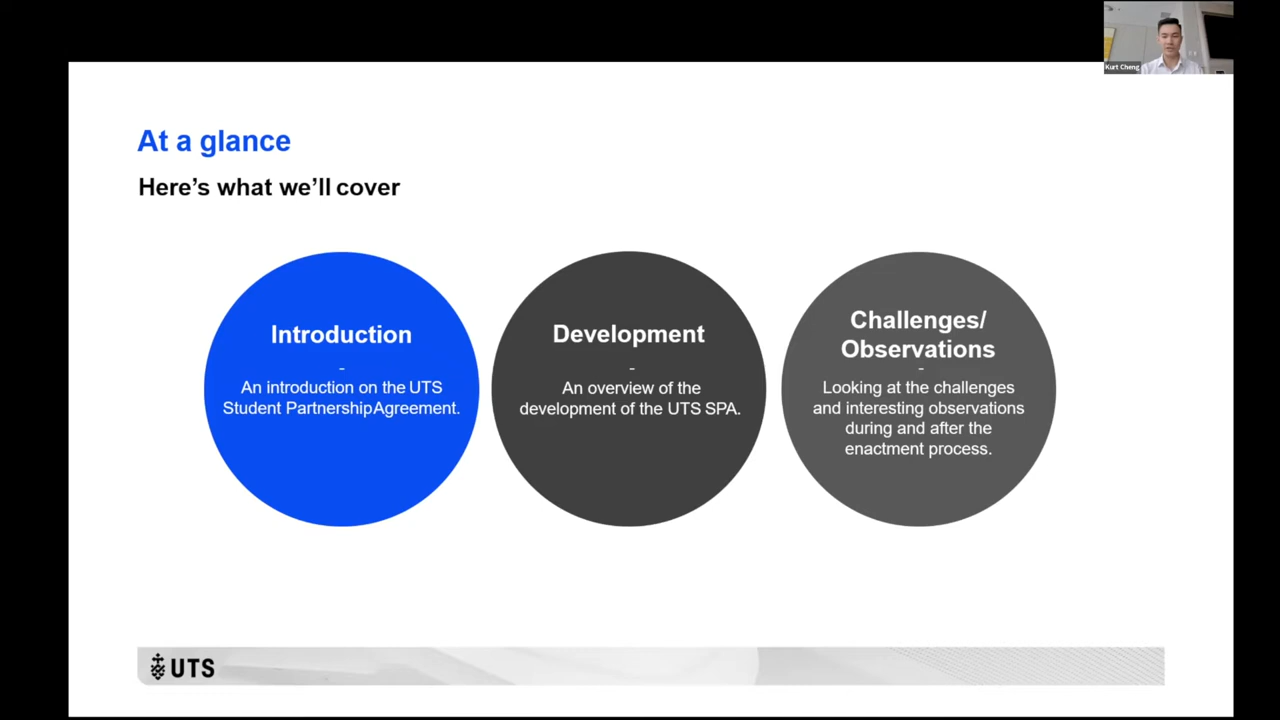 Kurt Cheng
At a glance
Here's what we'll cover
Introduction
-
An introduction on the UTS
Student Partnership Agreement.
Development
-
An overview of the
development of the UTS SPA.
Challenges/
Observations
-
Looking at the challenges
and interesting observations
during and after the
enactment process.
UTS